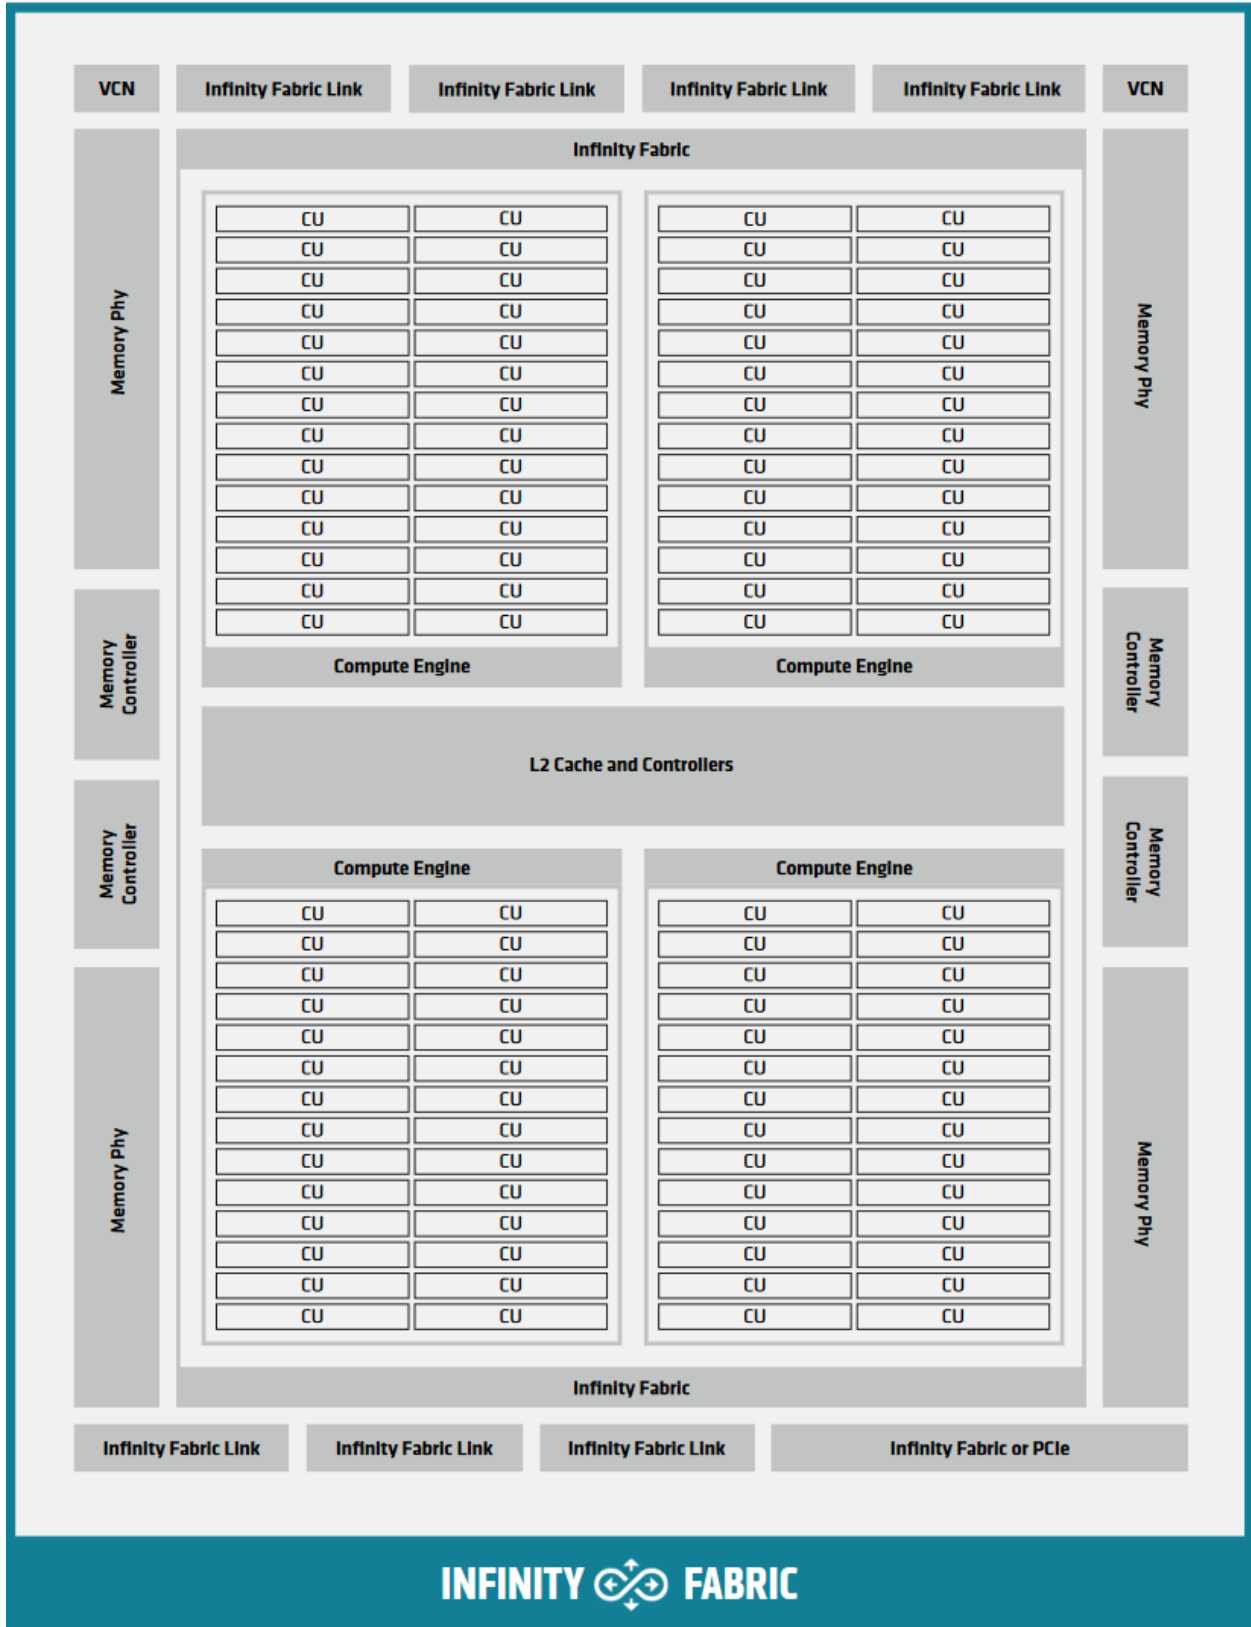 VCN Infinity Fabric Link Infinity Fabric Link Infinity Fabric Link Infinity Fabric Link VCN
Infinity Fabric
Memory Phy
Memory Phy
CU CU CU CU
CU CU CU CU
CU CU CU CU
CU CU CU CU
CU CU CU CU
CU CU CU CU
CU CU CU CU
CU CU CU CU
CU CU CU CU
CU CU CU CU
CU CU CU CU
CU CU CU CU
CU CU CU CU
CU CU CU CU
Compute Engine Compute Engine
Memory
Controller
Memory
Controller
L2 Cache and Controllers
Memory
Controller
Memory
Controller
Compute Engine Compute Engine
CU CU CU CU
CU CU CU CU
CU CU CU CU
CU CU CU CU
CU CU CU CU
CU CU CU CU
CU CU CU CU
CU CU CU CU
CU CU CU CU
CU CU CU CU
CU CU CU CU
CU CU CU CU
CU CU CU CU
CU CU CU CU
Memory Phy
Memory Phy
Infinity Fabric
Infinity Fabric Link Infinity Fabric Link Infinity Fabric Link Infinity Fabric or PCIe
INFINITY FABRIC